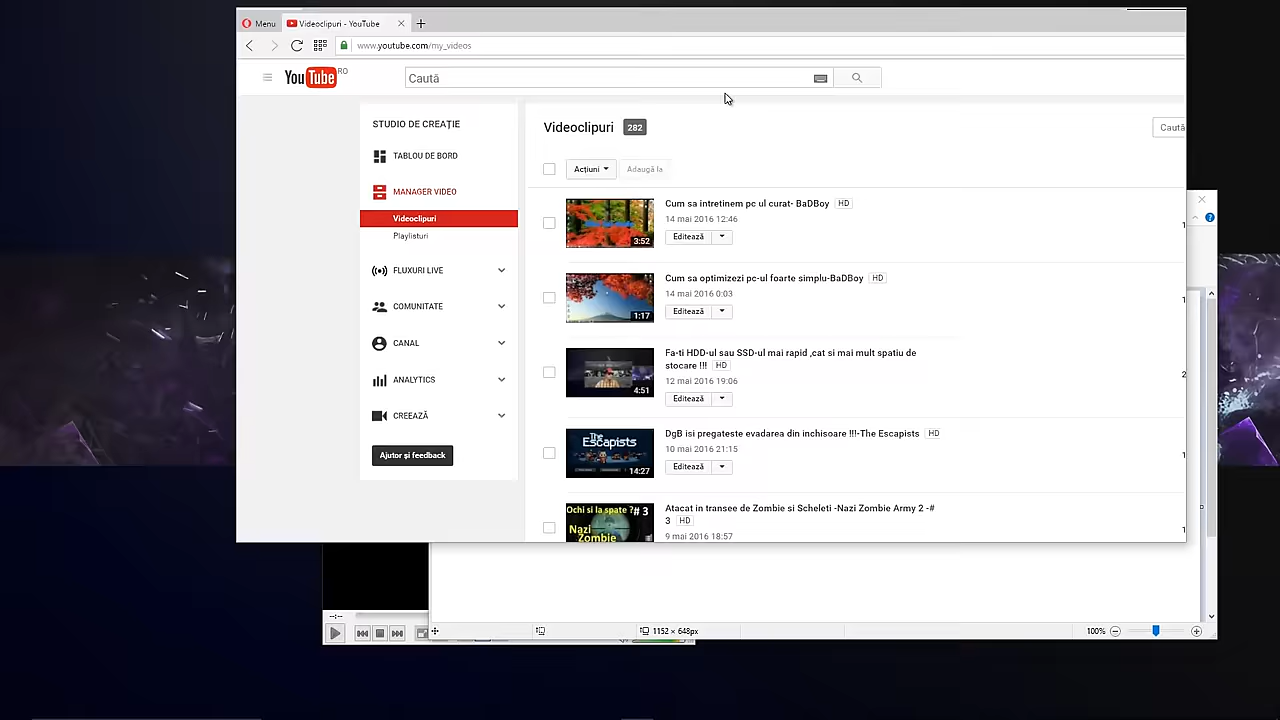 Menu
Videoclipuri - YouTube
www.youtube.com/my_videos
YouTube RO
Caută
STUDIO DE CREAȚIE
TABLOU DE BORD
MANAGER VIDEO
Videoclipuri
Playlisturi
FLUXURI LIVE
COMUNITATE
CANAL
ANALYTICS
CREEAZĂ
Ajutor și feedback
Videoclipuri 282
Caută
Acțiuni
Adaugă la
3:52
Cum sa intretinem pc ul curat- BaDBoy HD
14 mai 2016 12:46
Editează
1
1:17
Cum sa optimizezi pc-ul foarte simplu-BaDBoy HD
14 mai 2016 0:03
Editează
1
4:51
Fa-ti HDD-ul sau SSD-ul mai rapid ,cat si mai mult spatiu de
stocare !!! HD
12 mai 2016 19:06
Editează
2
The
Escapists
14:27
DgB isi pregateste evadarea din inchisoare !!!-The Escapists HD
10 mai 2016 21:15
Editează
1
Ochi si la spate ?# 3
Nazi
Zombie
Atacat in transee de Zombie si Scheleti -Nazi Zombie Army 2 -#
3 HD
9 mai 2016 18:57
1
1152 × 648px
100%